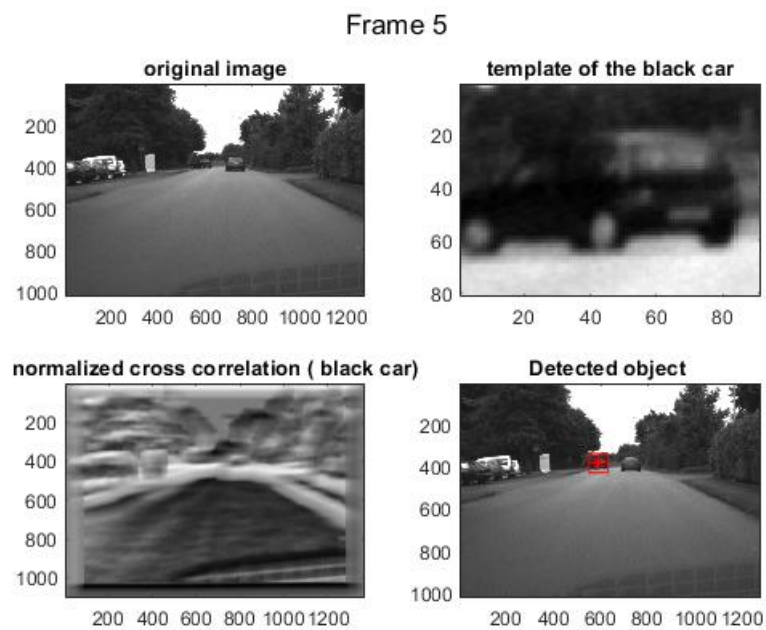 Frame 5
original image
200
400
600
800
1000
200 400 600 800 1000 1200
template of the black car
20
40
60
80
20 40 60 80
normalized cross correlation ( black car)
200
400
600
800
1000
200 400 600 800 1000 1200
Detected object
200
400
600
800
1000
200 400 600 800 1000 1200